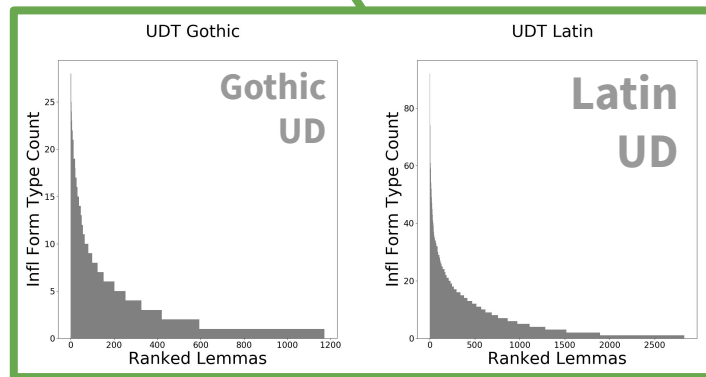 UDT Gothic
Gothic
UD
Infl Form Type Count
25
20
15
10
5
0
0 200 400 600 800 1000 1200
Ranked Lemmas
UDT Latin
Latin
UD
Infl Form Type Count
80
60
40
20
0
0 500 1000 1500 2000 2500
Ranked Lemmas